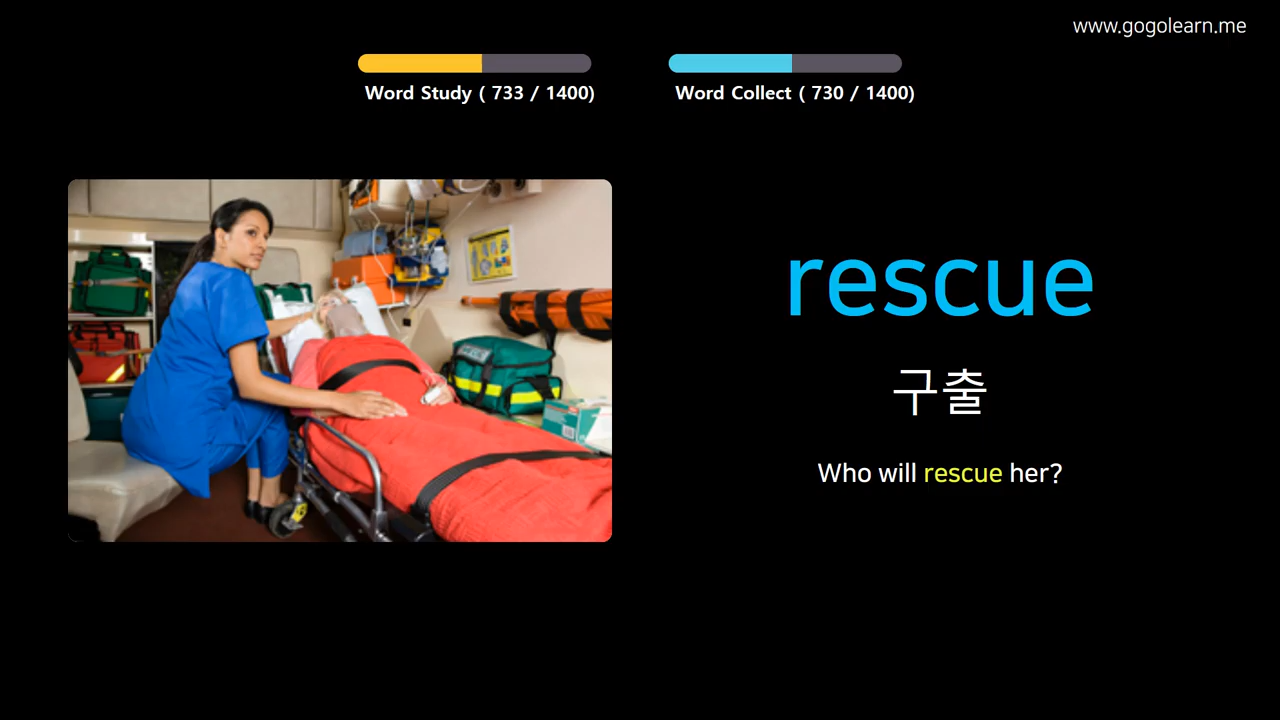 www.gogolearn.me
Word Study ( 733 / 1400)
Word Collect ( 730 / 1400)
rescue
구출
Who will rescue her?